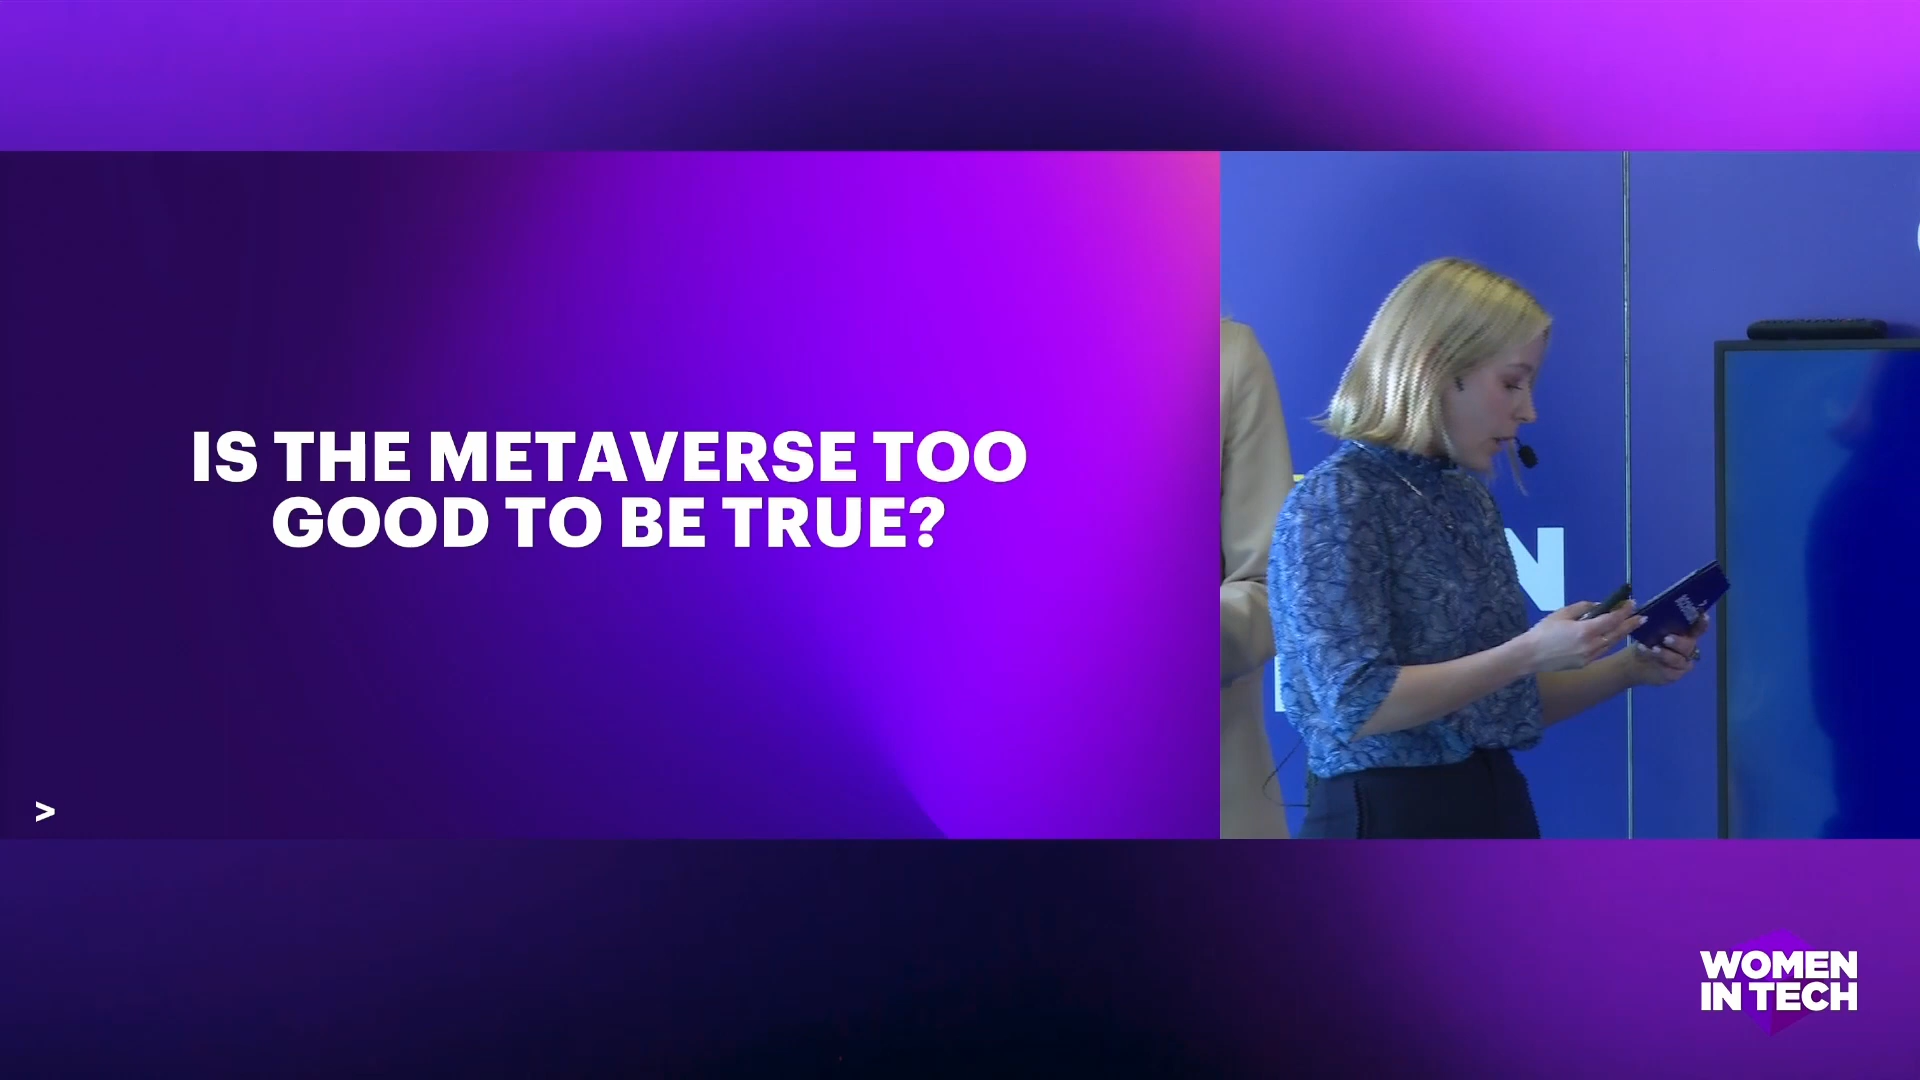 IS THE METAVERSE TOO
GOOD TO BE TRUE?
>
N
WOMEN
IN TECH